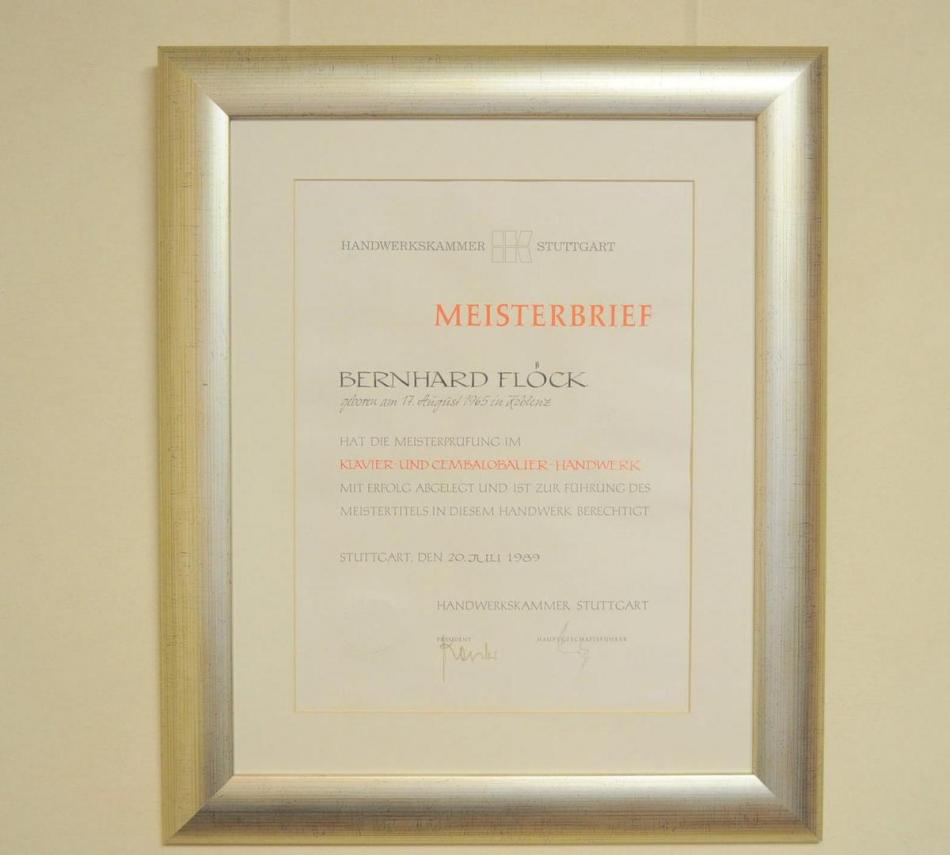 HANDWERKSKAMMER HK STUTTGART
MEISTERBRIEF
BERNHARD FLÖCK
geboren am 17. August 1965 in Koblenz
HAT DIE MEISTERPRÜFUNG IM
KLAVIER- UND CEMBALOBAUER-HANDWERK
MIT ERFOLG ABGELEGT UND IST ZUR FÜHRUNG DES
MEISTERTITELS IN DIESEM HANDWERK BERECHTIGT
STUTTGART, DEN 20. JULI 1989
HANDWERKSKAMMER STUTTGART
PRÄSIDENT HAUPTGESCHÄFTSFÜHRER